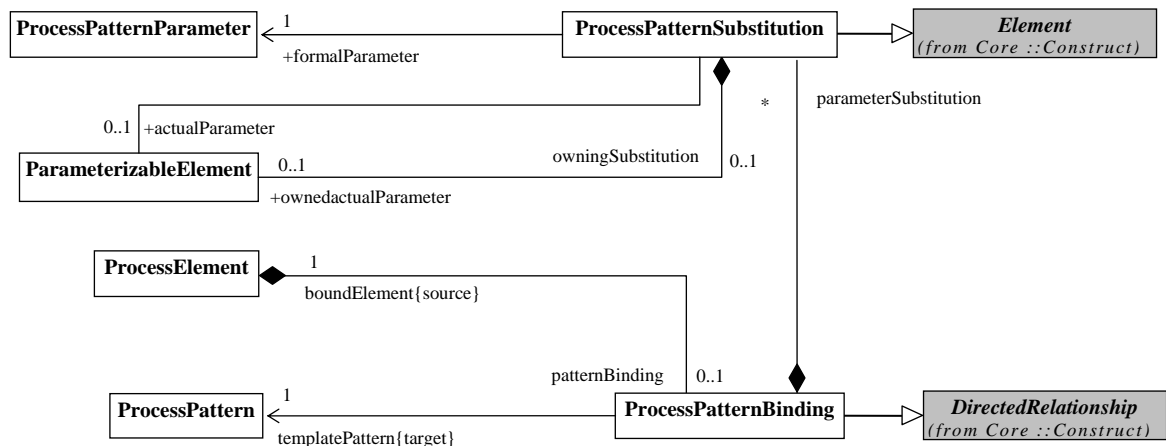 1
ProcessPatternParameter
ProcessPatternSubstitution
Element
(from Core ::Construct)
+formalParameter
*
parameterSubstitution
0..1
+actualParameter
ParameterizableElement
0..1
owningSubstitution
0..1
+ownedactualParameter
ProcessElement
1
boundElement{source}
patternBinding
0..1
1
ProcessPattern
ProcessPatternBinding
DirectedRelationship
(from Core ::Construct)
templatePattern{target}